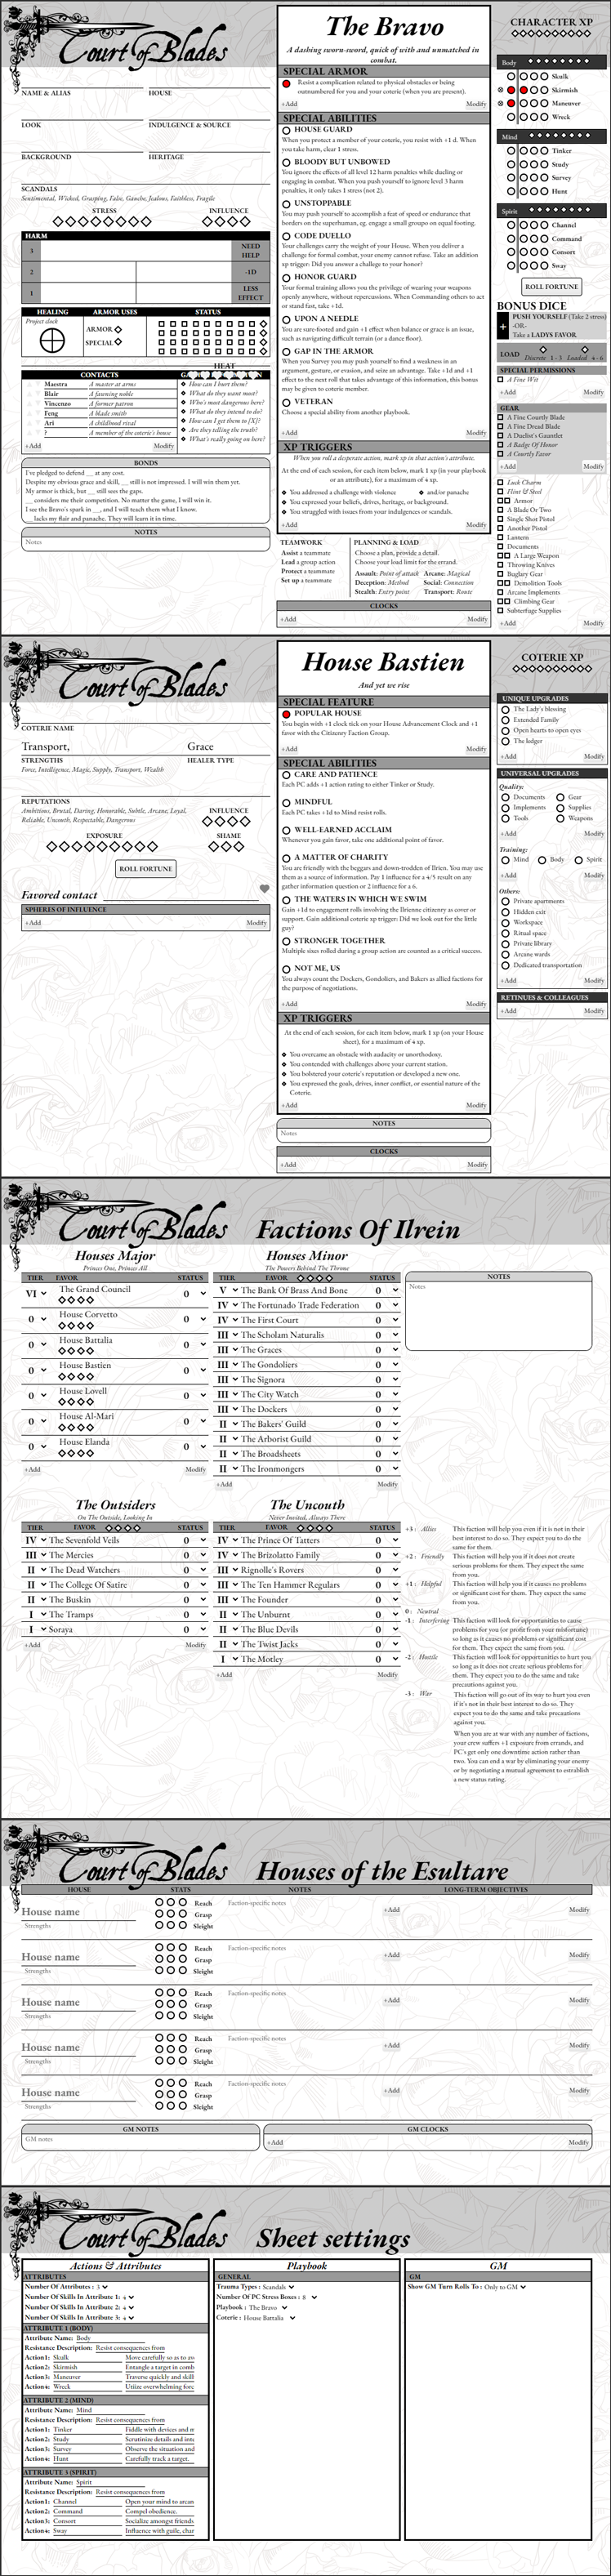 Court of Blades
NAME & ALIAS
HOUSE
LOOK
INDULGENCE & SOURCE
BACKGROUND
HERITAGE
SCANDALS
Sentimental, Wicked, Grasping, False, Gauche, Jealous, Faithless, Fragile
STRESS
INFLUENCE
HARM
3
NEED HELP
2
-1D
1
LESS EFFECT
HEALING
ARMOR USES
STATUS
Project clock
ARMOR
SPECIAL
HEAT
CONTACTS
Maestra A master at arms
Blair A fawning noble
Vincenzo A former patron
Feng A blade smith
Ari A childhood rival
? A member of the coterie's house
+Add
Modify
How can I hurt them?
What do they want most?
Who's most dangerous here?
What do they intend to do?
How can I get them to [X]?
Are they telling the truth?
What's really going on here?
BONDS
I've pledged to defend __ at any cost.
Despite my obvious grace and skill, __ still is not impressed. I will win them yet.
My armor is thick, but __ still sees the gaps.
__ considers me their competition. No matter the game, I will win it.
I see the Bravo's spark in __, and I will teach them what I know.
__ lacks my flair and panache. They will learn it in time.
NOTES
Notes
The Bravo
A dashing sworn-sword, quick of with and unmatched in combat.
SPECIAL ARMOR
Resist a complication related to physical obstacles or being
outnumbered for you and your coterie (when you are present).
+Add
Modify
SPECIAL ABILITIES
HOUSE GUARD
When you protect a member of your coterie, you resist with +1 d. When
you take harm, clear 1 stress.
BLOODY BUT UNBOWED
You ignore the effects of all level 12 harm penalties while dueling or
engaging in combat. When you push yourself to ignore level 3 harm
penalties, it only takes 1 stress (not 2).
UNSTOPPABLE
You may push yourself to accomplish a feat of speed or endurance that
borders on the superhuman, eg, engage a small groups on equal footing.
CODE DUELLO
Your challenges carry the weight of your House. When you deliver a
challenge for formal combat, your enemy cannot refuse. Take an addition
xp trigger: Did you answer a challege to your honor?
HONOR GUARD
Your formal training allows you the privilege of wearing your weapons
openly anywhere, without repercussions. When Commanding others to act
or stand fast, take +1d.
UPON A NEEDLE
You are sure-footed and gain +1 effect when balance or grace is an issue,
such as navigating difficult terrain (or a dance floor).
GAP IN THE ARMOR
When you Survey you may push yourself to find a weakness in an
argument, gesture, or evasion, and seize an advantage. Take +1d and +1
effect to the next roll that takes advantage of this information, this bonus
may be given to coterie member.
VETERAN
Choose a special ability from another playbook.
+Add
Modify
XP TRIGGERS
When you roll a desperate action, mark xp in that action's attribute.
At the end of each session, for each item below, mark 1 xp (in your playbook
or an attribute), for a maximum of 4 xp.
You addressed a challenge with violence
and/or panache
You expressed your beliefs, drives, heritage, or background.
You struggled with issues from your indulgences or scandals.
+Add
Modify
TEAMWORK
Assist a teammate
Lead a group action
Protect a teammate
Set up a teammate
PLANNING & LOAD
Choose a plan, provide a detail.
Choose your load limit for the errand.
Assault: Point of attack Arcane: Magical
Deception: Method Social: Connection
Stealth: Entry point Transport: Route
CLOCKS
+Add
Modify
CHARACTER XP
Body
Skulk
Skirmish
Maneuver
Wreck
Mind
Tinker
Study
Survey
Hunt
Spirit
Channel
Command
Consort
Sway
ROLL FORTUNE
BONUS DICE
+
PUSH YOURSELF (Take 2 stress)
-OR-
Take a LADYS FAVOR
LOAD
Discrete 1 - 3 Loaded 4 - 6
SPECIAL PERMISSIONS
A Fine Wit
+Add
Modify
GEAR
A Fine Courtly Blade
A Fine Dread Blade
A Duelist's Gauntlet
A Badge Of Honor
A Courtly Favor
+Add
Modify
Luck Charm
Flint & Steel
Armor
A Blade Or Two
Single Shot Pistol
Another Pistol
Lantern
Documents
A Large Weapon
Throwing Knives
Buglary Gear
Demolition Tools
Arcane Implements
Climbing Gear
Subterfuge Supplies
+Add
Modify
Court of Blades
COTERIE NAME
Transport,
Grace
STRENGTHS
HEALER TYPE
Force, Intelligence, Magic, Supply, Transport, Wealth
REPUTATIONS
Ambitious, Brutal, Daring, Honorable, Subtle, Arcane, Loyal,
Reliable, Uncouth, Respectable, Dangerous
INFLUENCE
EXPOSURE
SHAME
ROLL FORTUNE
Favored contact
SPHERES OF INFLUENCE
+Add
Modify
House Bastien
And yet we rise
SPECIAL FEATURE
POPULAR HOUSE
You begin with +1 clock tick on your House Advancement Clock and +1
favor with the Citizenry Faction Group.
+Add
Modify
SPECIAL ABILITIES
CARE AND PATIENCE
Each PC adds +1 action rating to either Tinker or Study.
MINDFUL
Each PC takes +1d to Mind resist rolls.
WELL-EARNED ACCLAIM
Whenever you gain favor, take one additional point of favor.
A MATTER OF CHARITY
You are friendly with the beggars and down-trodden of Ilrien. You may use
them as a source of information. Pay 1 influence for a 4/5 result on any
gather information question or 2 influence for a 6.
THE WATERS IN WHICH WE SWIM
Gain +1d to engagement rolls involving the Ilrienne citizenry as cover or
support. Gain additional coterie xp trigger: Did we look out for the little
guy?
STRONGER TOGETHER
Multiple sixes rolled during a group action are counted as a critical success.
NOT ME, US
You always count the Dockers, Gondoliers, and Bakers as allied factions for
the purpose of negotiations.
+Add
Modify
XP TRIGGERS
At the end of each session, for each item below, mark 1 xp (on your House
sheet), for a maximum of 4 xp.
You overcame an obstacle with audacity or unorthodoxy.
You contended with challenges above your current station.
You bolstered your coterie's reputation or developed a new one.
You expressed the goals, drives, inner conflict, or essential nature of the
Coterie.
+Add
Modify
NOTES
Notes
CLOCKS
+Add
Modify
COTERIE XP
UNIQUE UPGRADES
The Lady's blessing
Extended Family
Open hearts to open eyes
The ledger
+Add
Modify
UNIVERSAL UPGRADES
Quality:
Documents Gear
Implements Supplies
Tools Weapons
+Add
Modify
Training:
Mind Body Spirit
+Add
Modify
Others:
Private apartments
Hidden exit
Workspace
Ritual space
Private library
Arcane wards
Dedicated transportation
+Add
Modify
RETINUES & COLLEAGUES
+Add
Modify
Court of Blades
Factions Of Ilrein
Houses Major
Princes One, Princes All
TIER FAVOR STATUS
VI The Grand Council 0
0 House Corvetto 0
0 House Battalia 0
0 House Bastien 0
0 House Lovell 0
0 House Al-Mari 0
0 House Elanda 0
+Add
Modify
Houses Minor
The Powers Behind The Throne
TIER FAVOR STATUS
V The Bank Of Brass And Bone 0
IV The Fortunado Trade Federation 0
IV The First Court 0
III The Scholam Naturalis 0
III The Graces 0
III The Gondoliers 0
III The Signora 0
III The City Watch 0
III The Dockers 0
II The Bakers' Guild 0
II The Arborist Guild 0
II The Broadsheets 0
II The Ironmongers 0
+Add
Modify
NOTES
Notes
The Outsiders
On The Outside, Looking In
TIER FAVOR STATUS
IV The Sevenfold Veils 0
III The Mercies 0
II The Dead Watchers 0
II The College Of Satire 0
II The Buskin 0
I The Tramps 0
I Soraya 0
+Add
Modify
The Uncouth
Never Invited, Always There
TIER FAVOR STATUS
IV The Prince Of Tatters 0
IV The Brizolatto Family 0
III Rignolle's Rovers 0
III The Ten Hammer Regulars 0
III The Founder 0
II The Unburnt 0
II The Blue Devils 0
II The Twist Jacks 0
I The Motley 0
+Add
Modify
+3 : Allies This faction will help you even if it is not in their
best interest to do so. They expect you to do the
same for them.
+2 : Friendly This faction will help you if it does not create
serious problems for them. They expect the same
from you.
+1 : Helpful This faction will help you if it causes no problems
or significant cost for them. They expect the same
from you.
0 : Neutral
-1 : Interfering This faction will look for opportunities to cause
problems for you (or profit from your misfortune)
so long as it causes no problems or significant cost
for them. They expect the same from you.
-2 : Hostile This faction will look for opportunities to hurt you
so long as it does not create serious problems for
them. They expect you to do the same and take
precautions against you.
-3 : War This faction will go out of its way to hurt you even
if it's not in their best interest to do so. They
expect you to do the same and take precautions
against you.
When you are at war with any number of factions,
your crew suffers +1 exposure from errands, and
PC's get only one downtime action rather than
two. You can end a war by eliminating your enemy
or by negotiating a mutual agreement to establish
a new status rating.
Court of Blades
Houses of the Esultare
HOUSE STATS NOTES LONG-TERM OBJECTIVES
House name
Strengths
Reach
Grasp
Sleight
Faction-specific notes
+Add
Modify
House name
Strengths
Reach
Grasp
Sleight
Faction-specific notes
+Add
Modify
House name
Strengths
Reach
Grasp
Sleight
Faction-specific notes
+Add
Modify
House name
Strengths
Reach
Grasp
Sleight
Faction-specific notes
+Add
Modify
House name
Strengths
Reach
Grasp
Sleight
Faction-specific notes
+Add
Modify
GM NOTES
GM notes
GM CLOCKS
+Add
Modify
Court of Blades
Sheet settings
Actions & Attributes
ATTRIBUTES
Number Of Attributes : 3
Number Of Skills In Attribute 1: 4
Number Of Skills In Attribute 2: 4
Number Of Skills In Attribute 3: 4
ATTRIBUTE 1 (BODY)
Attribute Name: Body
Resistance Description: Resist consequences from
Action1: Skulk Move carefully so as to av
Action2: Skirmish Entangle a target in comb
Action3: Maneuver Traverse quickly and skill
Action4: Wreck Utiize overwhelming forc
ATTRIBUTE 2 (MIND)
Attribute Name: Mind
Resistance Description: Resist consequences from
Action1: Tinker Fiddle with devices and m
Action2: Study Scrutinize details and inte
Action3: Survey Observe the situation and
Action4: Hunt Carefully track a target.
ATTRIBUTE 3 (SPIRIT)
Attribute Name: Spirit
Resistance Description: Resist consequences from
Action1: Channel Open your mind to arcan
Action2: Command Compel obedience.
Action3: Consort Socialize amongst friends
Action4: Sway Influence with guile, char
Playbook
GENERAL
Trauma Types : Scandals
Number Of PC Stress Boxes : 8
Playbook : The Bravo
Coterie : House Battalia
GM
GM
Show GM Turn Rolls To : Only to GM